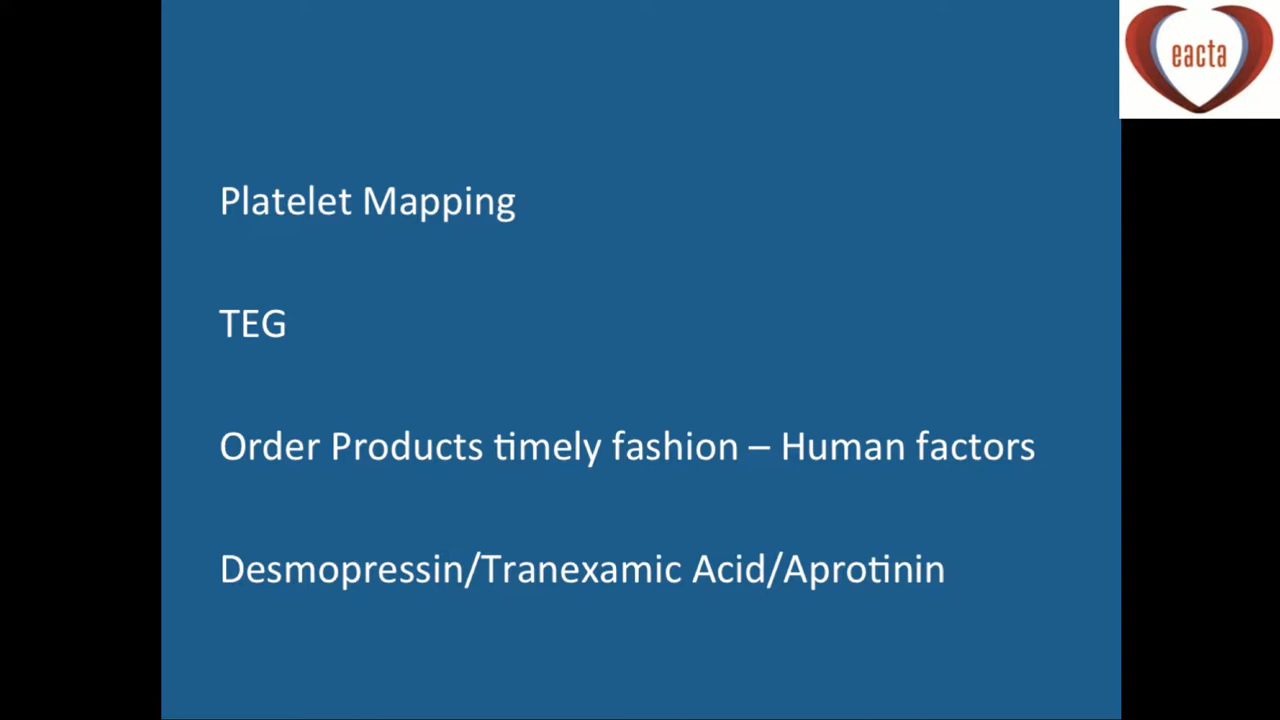 eacta
Platelet Mapping
TEG
Order Products timely fashion – Human factors
Desmopressin/Tranexamic Acid/Aprotinin